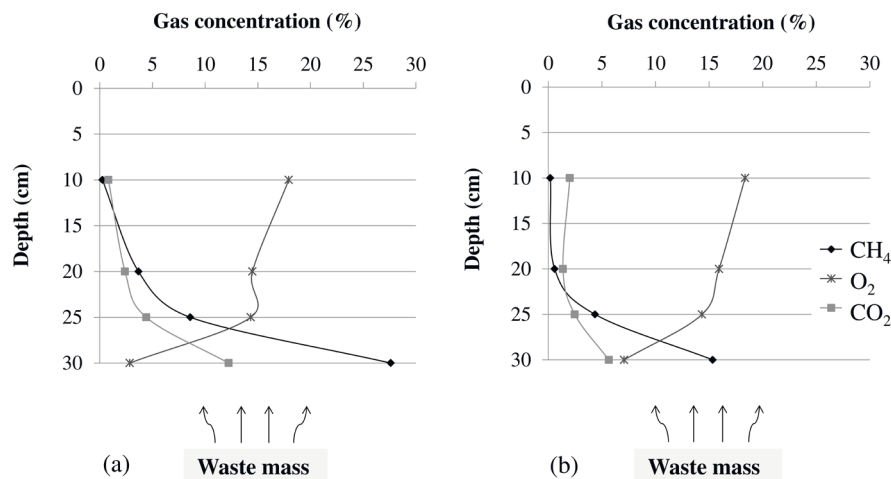 Gas concentration (%)
0 5 10 15 20 25 30
0
5
10
15
20
25
30
Depth (cm)
(a)
Waste mass
Gas concentration (%)
0 5 10 15 20 25 30
0
5
10
15
20
25
30
Depth (cm)
CH₄
O₂
CO₂
(b)
Waste mass